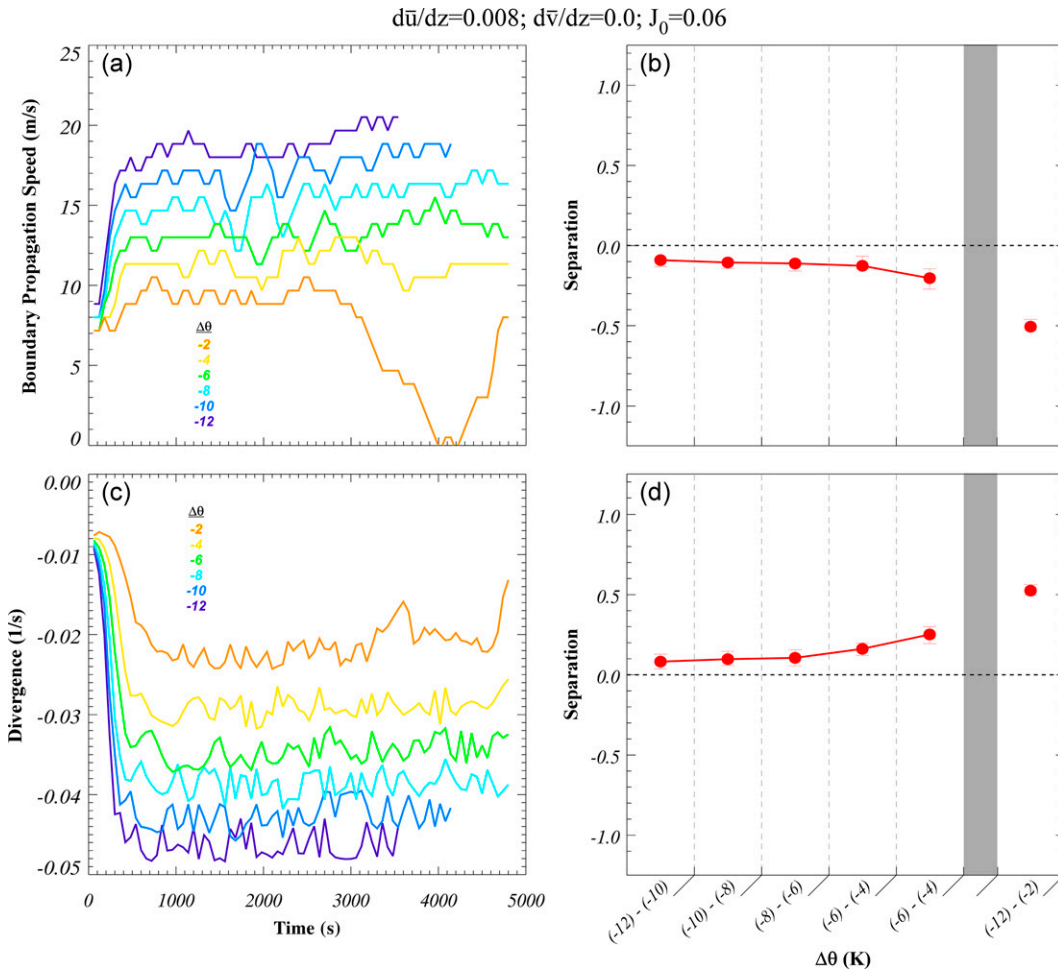 dū/dz=0.008; dv̄/dz=0.0; J₀=0.06
(a)
Boundary Propagation Speed (m/s)
25
20
15
10
5
0
Δθ
-2
-4
-6
-8
-10
-12
(b)
Separation
1.0
0.5
0.0
-0.5
-1.0
(c)
Divergence (1/s)
0.00
-0.01
-0.02
-0.03
-0.04
-0.05
Δθ
-2
-4
-6
-8
-10
-12
0 1000 2000 3000 4000 5000
Time (s)
(d)
Separation
1.0
0.5
0.0
-0.5
-1.0
(-12) - (-10)
(-10) - (-8)
(-8) - (-6)
(-6) - (-4)
(-6) - (-4)
(-12) - (-2)
Δθ (K)